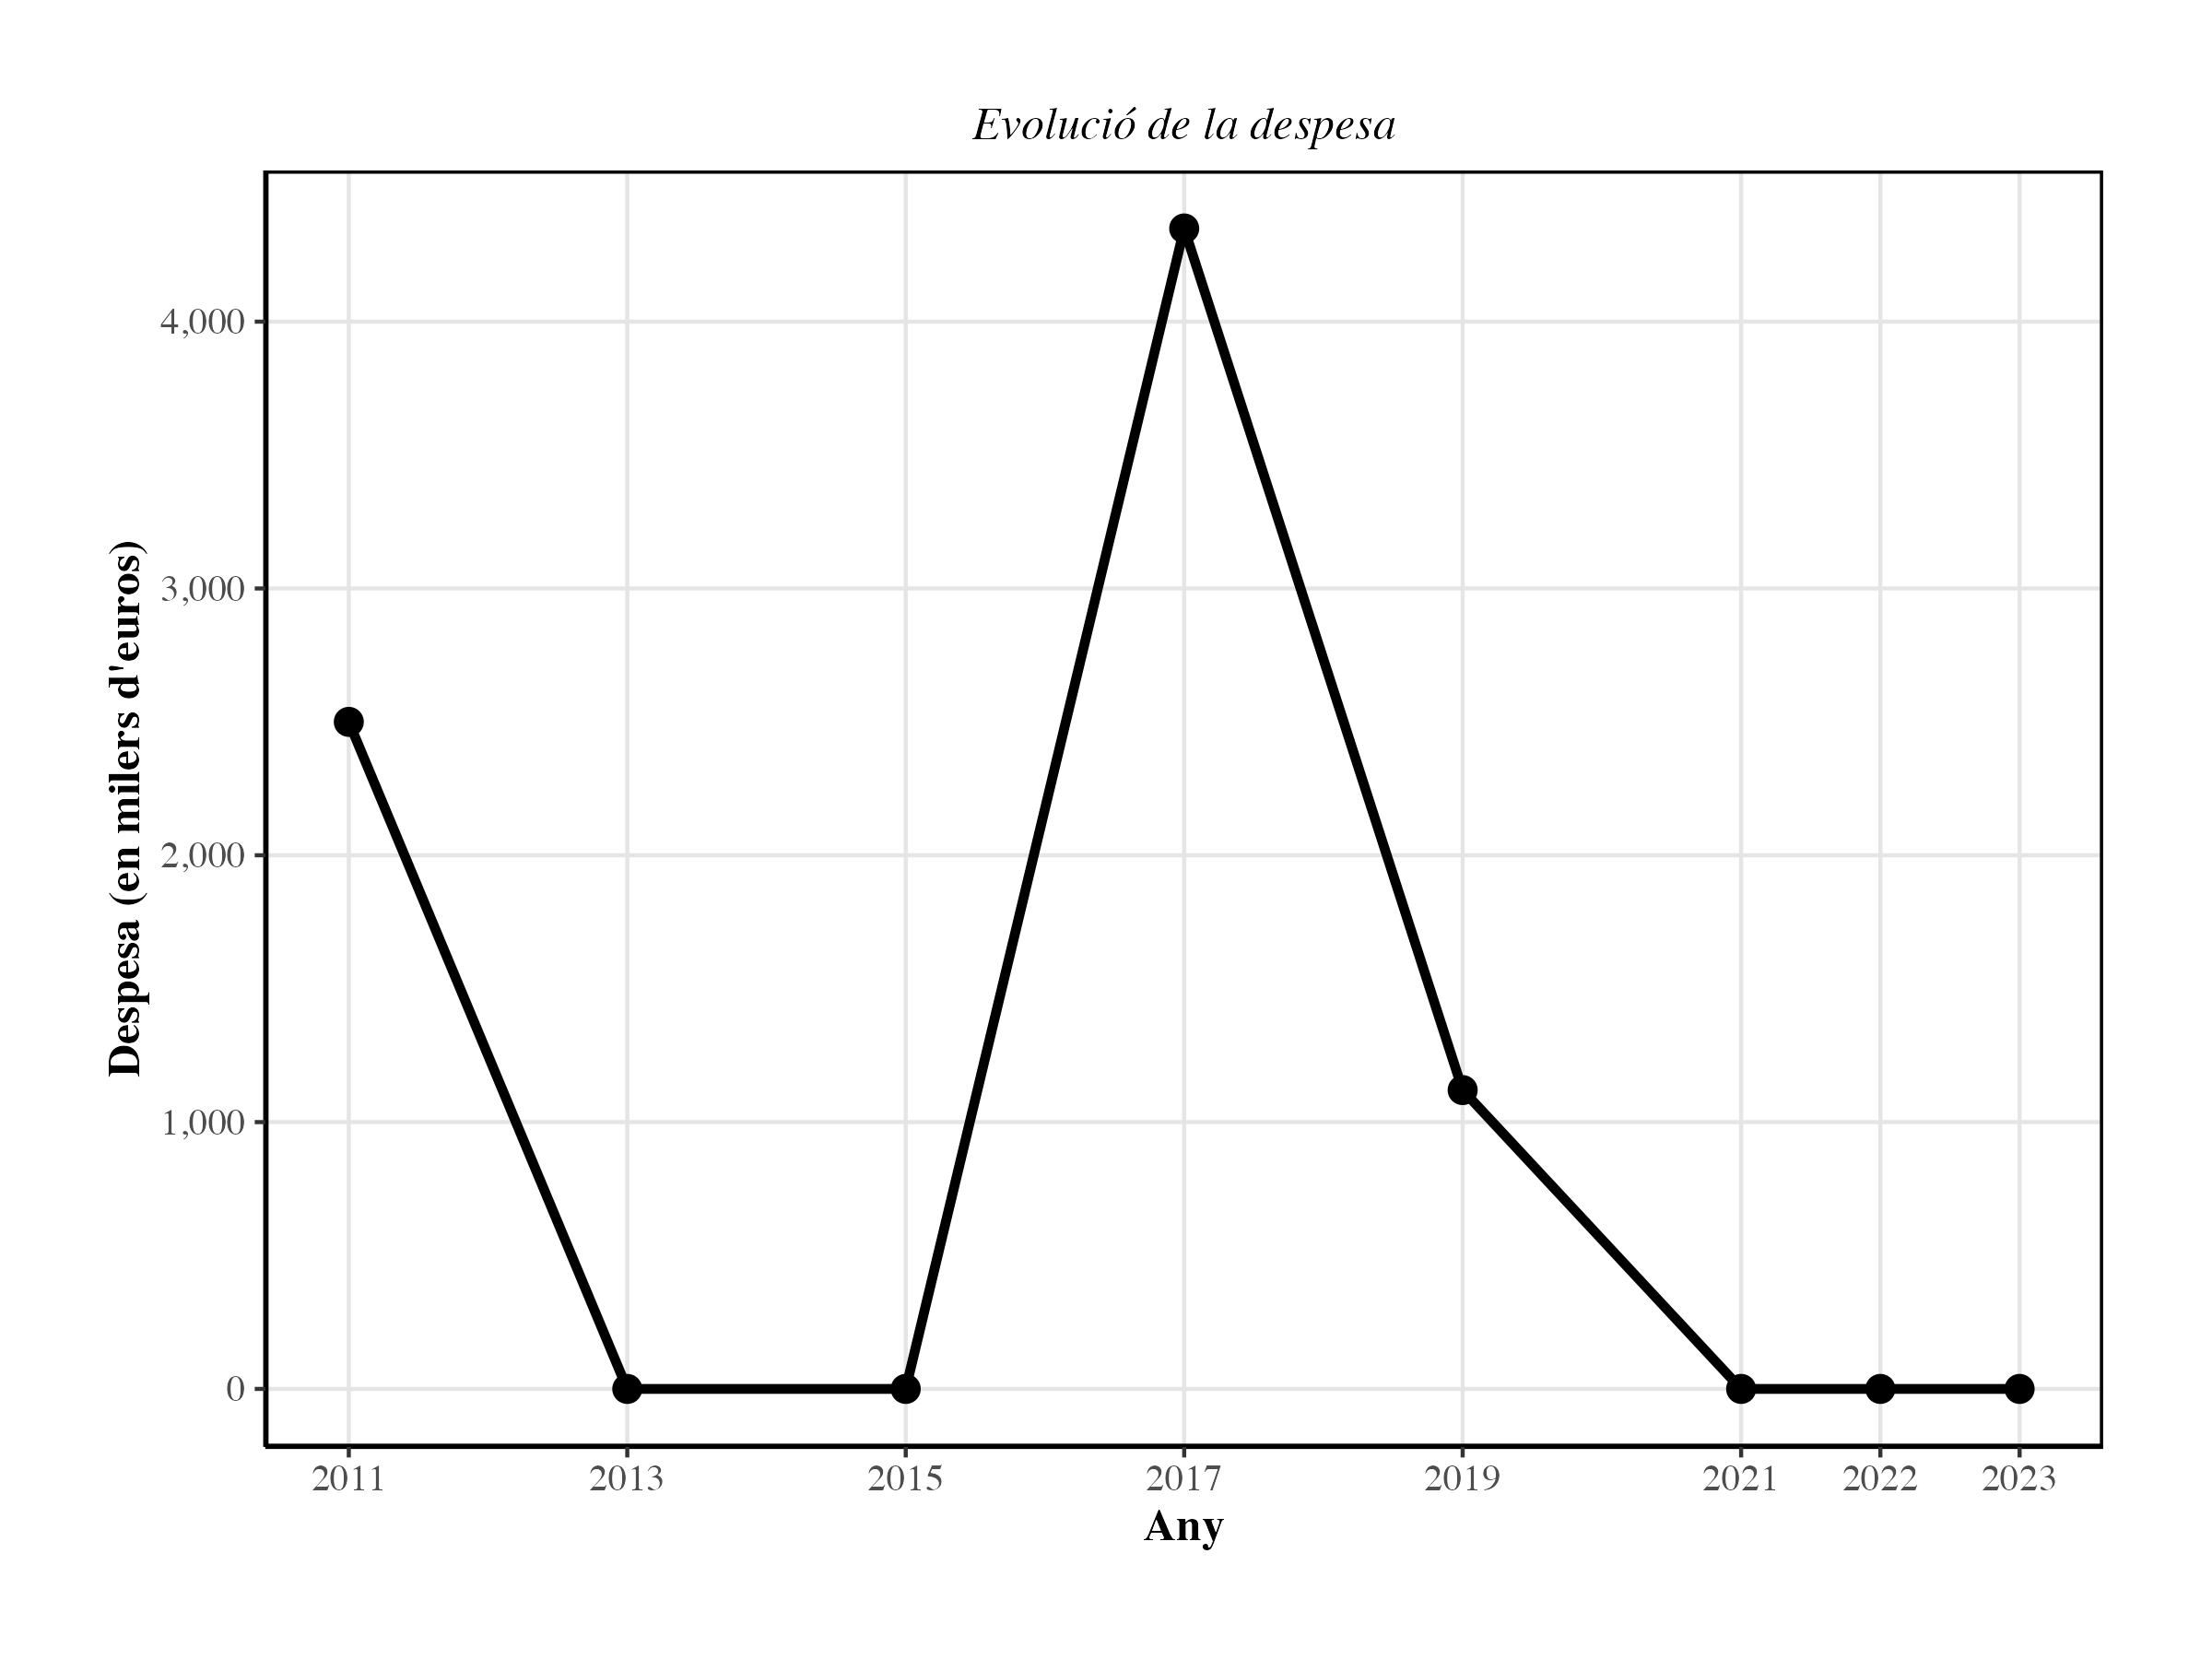 Evolució de la despesa
Despesa (en milers d'euros)
4,000
3,000
2,000
1,000
0
2011 2013 2015 2017 2019 2021 2022 2023
Any